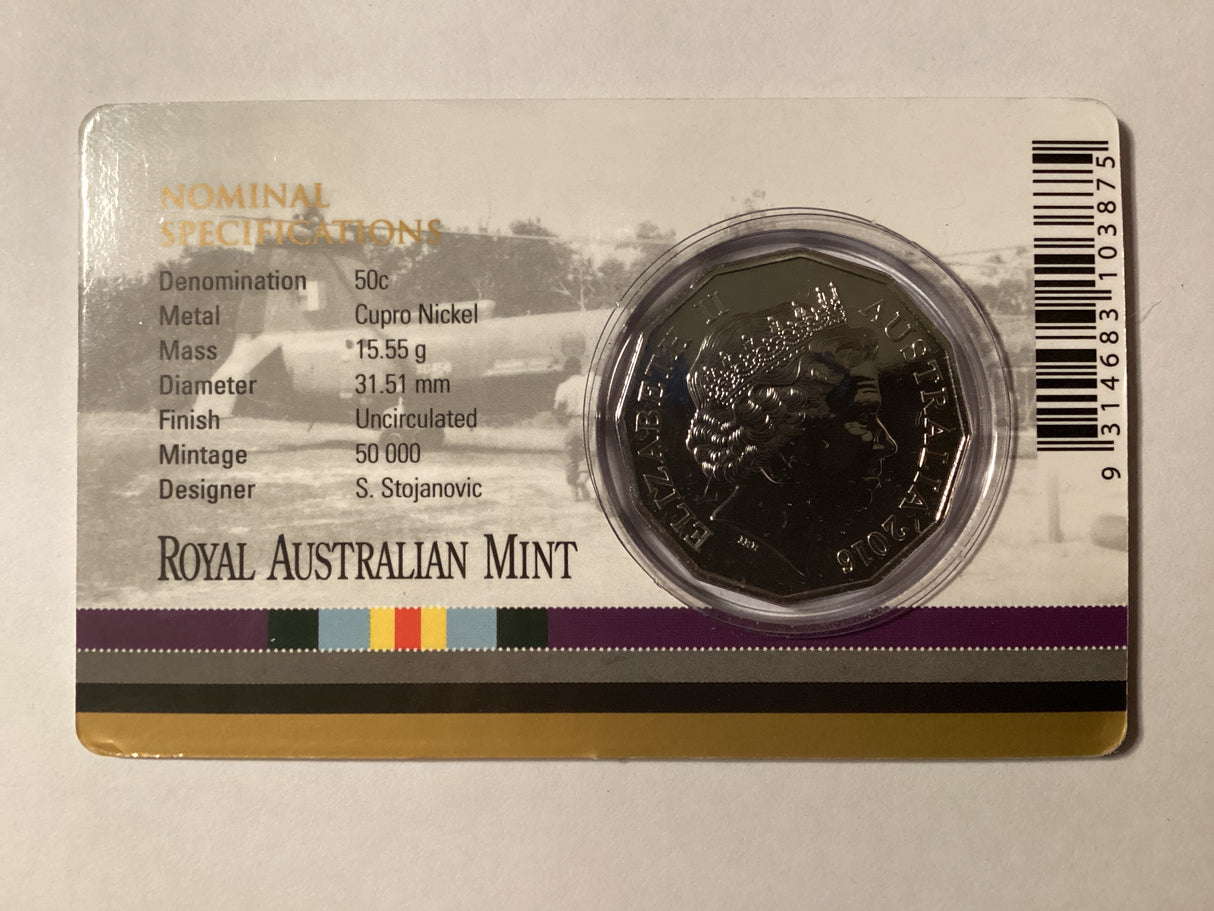 NOMINAL
SPECIFICATIONS
Denomination 50c
Metal Cupro Nickel
Mass 15.55 g
Diameter 31.51 mm
Finish Uncirculated
Mintage 50 000
Designer S. Stojanovic
ROYAL AUSTRALIAN MINT
ELIZABETH II AUSTRALIA 2016
IRB
9 314683 103875